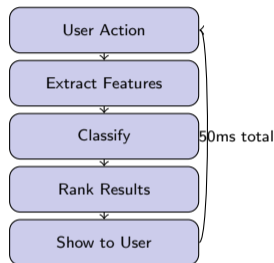 User Action
Extract Features
Classify
50ms total
Rank Results
Show to User